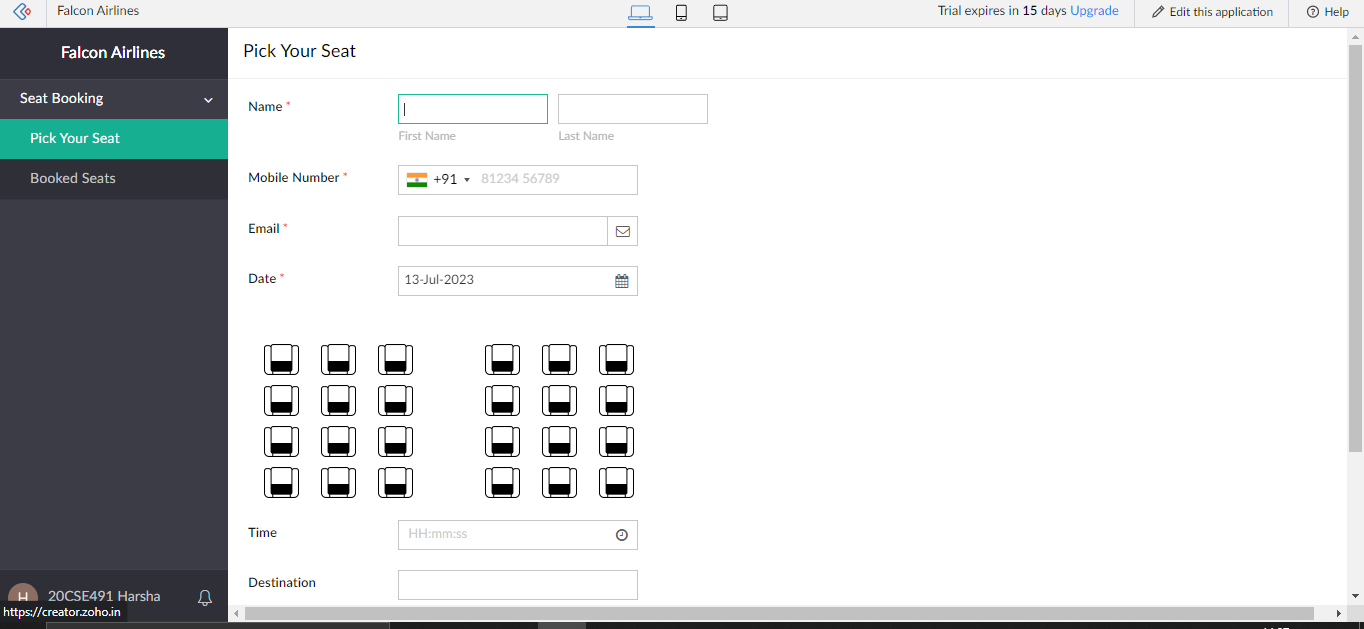 Falcon Airlines
Trial expires in 15 days Upgrade
Edit this application
Help
Falcon Airlines
Seat Booking
Pick Your Seat
Booked Seats
Pick Your Seat
Name *
First Name
Last Name
Mobile Number *
+91
81234 56789
Email *
Date *
13-Jul-2023
Time
HH:mm:ss
Destination
H
20CSE491 Harsha
https://creator.zoho.in